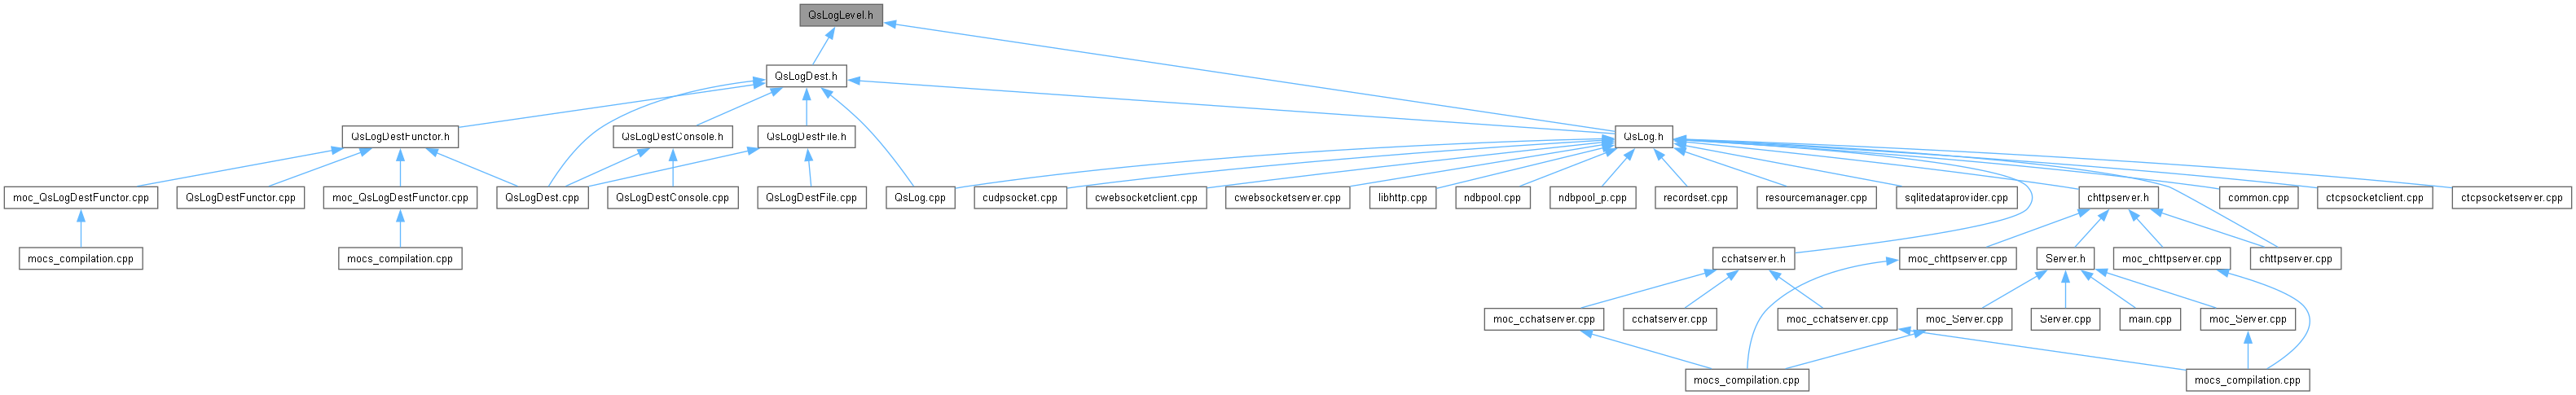 QsLogLevel.h
QsLogDest.h
QsLogDestFunctor.h
QsLogDestConsole.h
QsLogDestFile.h
QsLog.h
moc_QsLogDestFunctor.cpp
QsLogDestFunctor.cpp
moc_QsLogDestFunctor.cpp
QsLogDest.cpp
QsLogDestConsole.cpp
QsLogDestFile.cpp
QsLog.cpp
cudpsocket.cpp
cwebsocketclient.cpp
cwebsocketserver.cpp
libhttp.cpp
ndbpool.cpp
ndbpool_p.cpp
recordset.cpp
resourcemanager.cpp
sqlitedataprovider.cpp
chttpserver.h
common.cpp
ctcpsocketclient.cpp
ctcpsocketserver.cpp
mocs_compilation.cpp
mocs_compilation.cpp
cchatserver.h
moc_chttpserver.cpp
Server.h
moc_chttpserver.cpp
chttpserver.cpp
moc_cchatserver.cpp
cchatserver.cpp
moc_cchatserver.cpp
moc_Server.cpp
Server.cpp
main.cpp
moc_Server.cpp
mocs_compilation.cpp
mocs_compilation.cpp